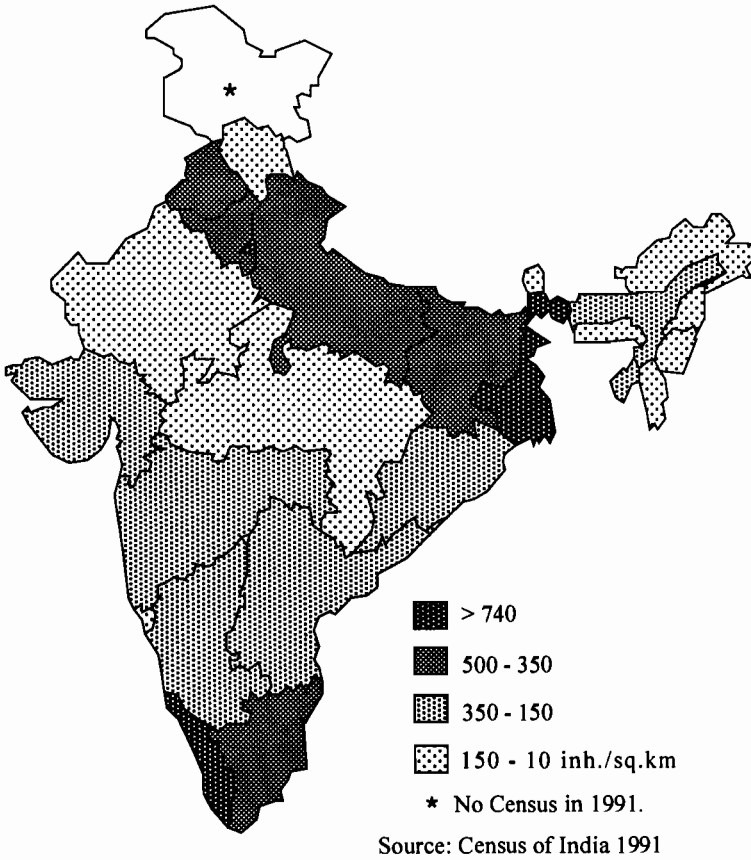 *
> 740
500 - 350
350 - 150
150 - 10 inh./sq.km
* No Census in 1991.
Source: Census of India 1991